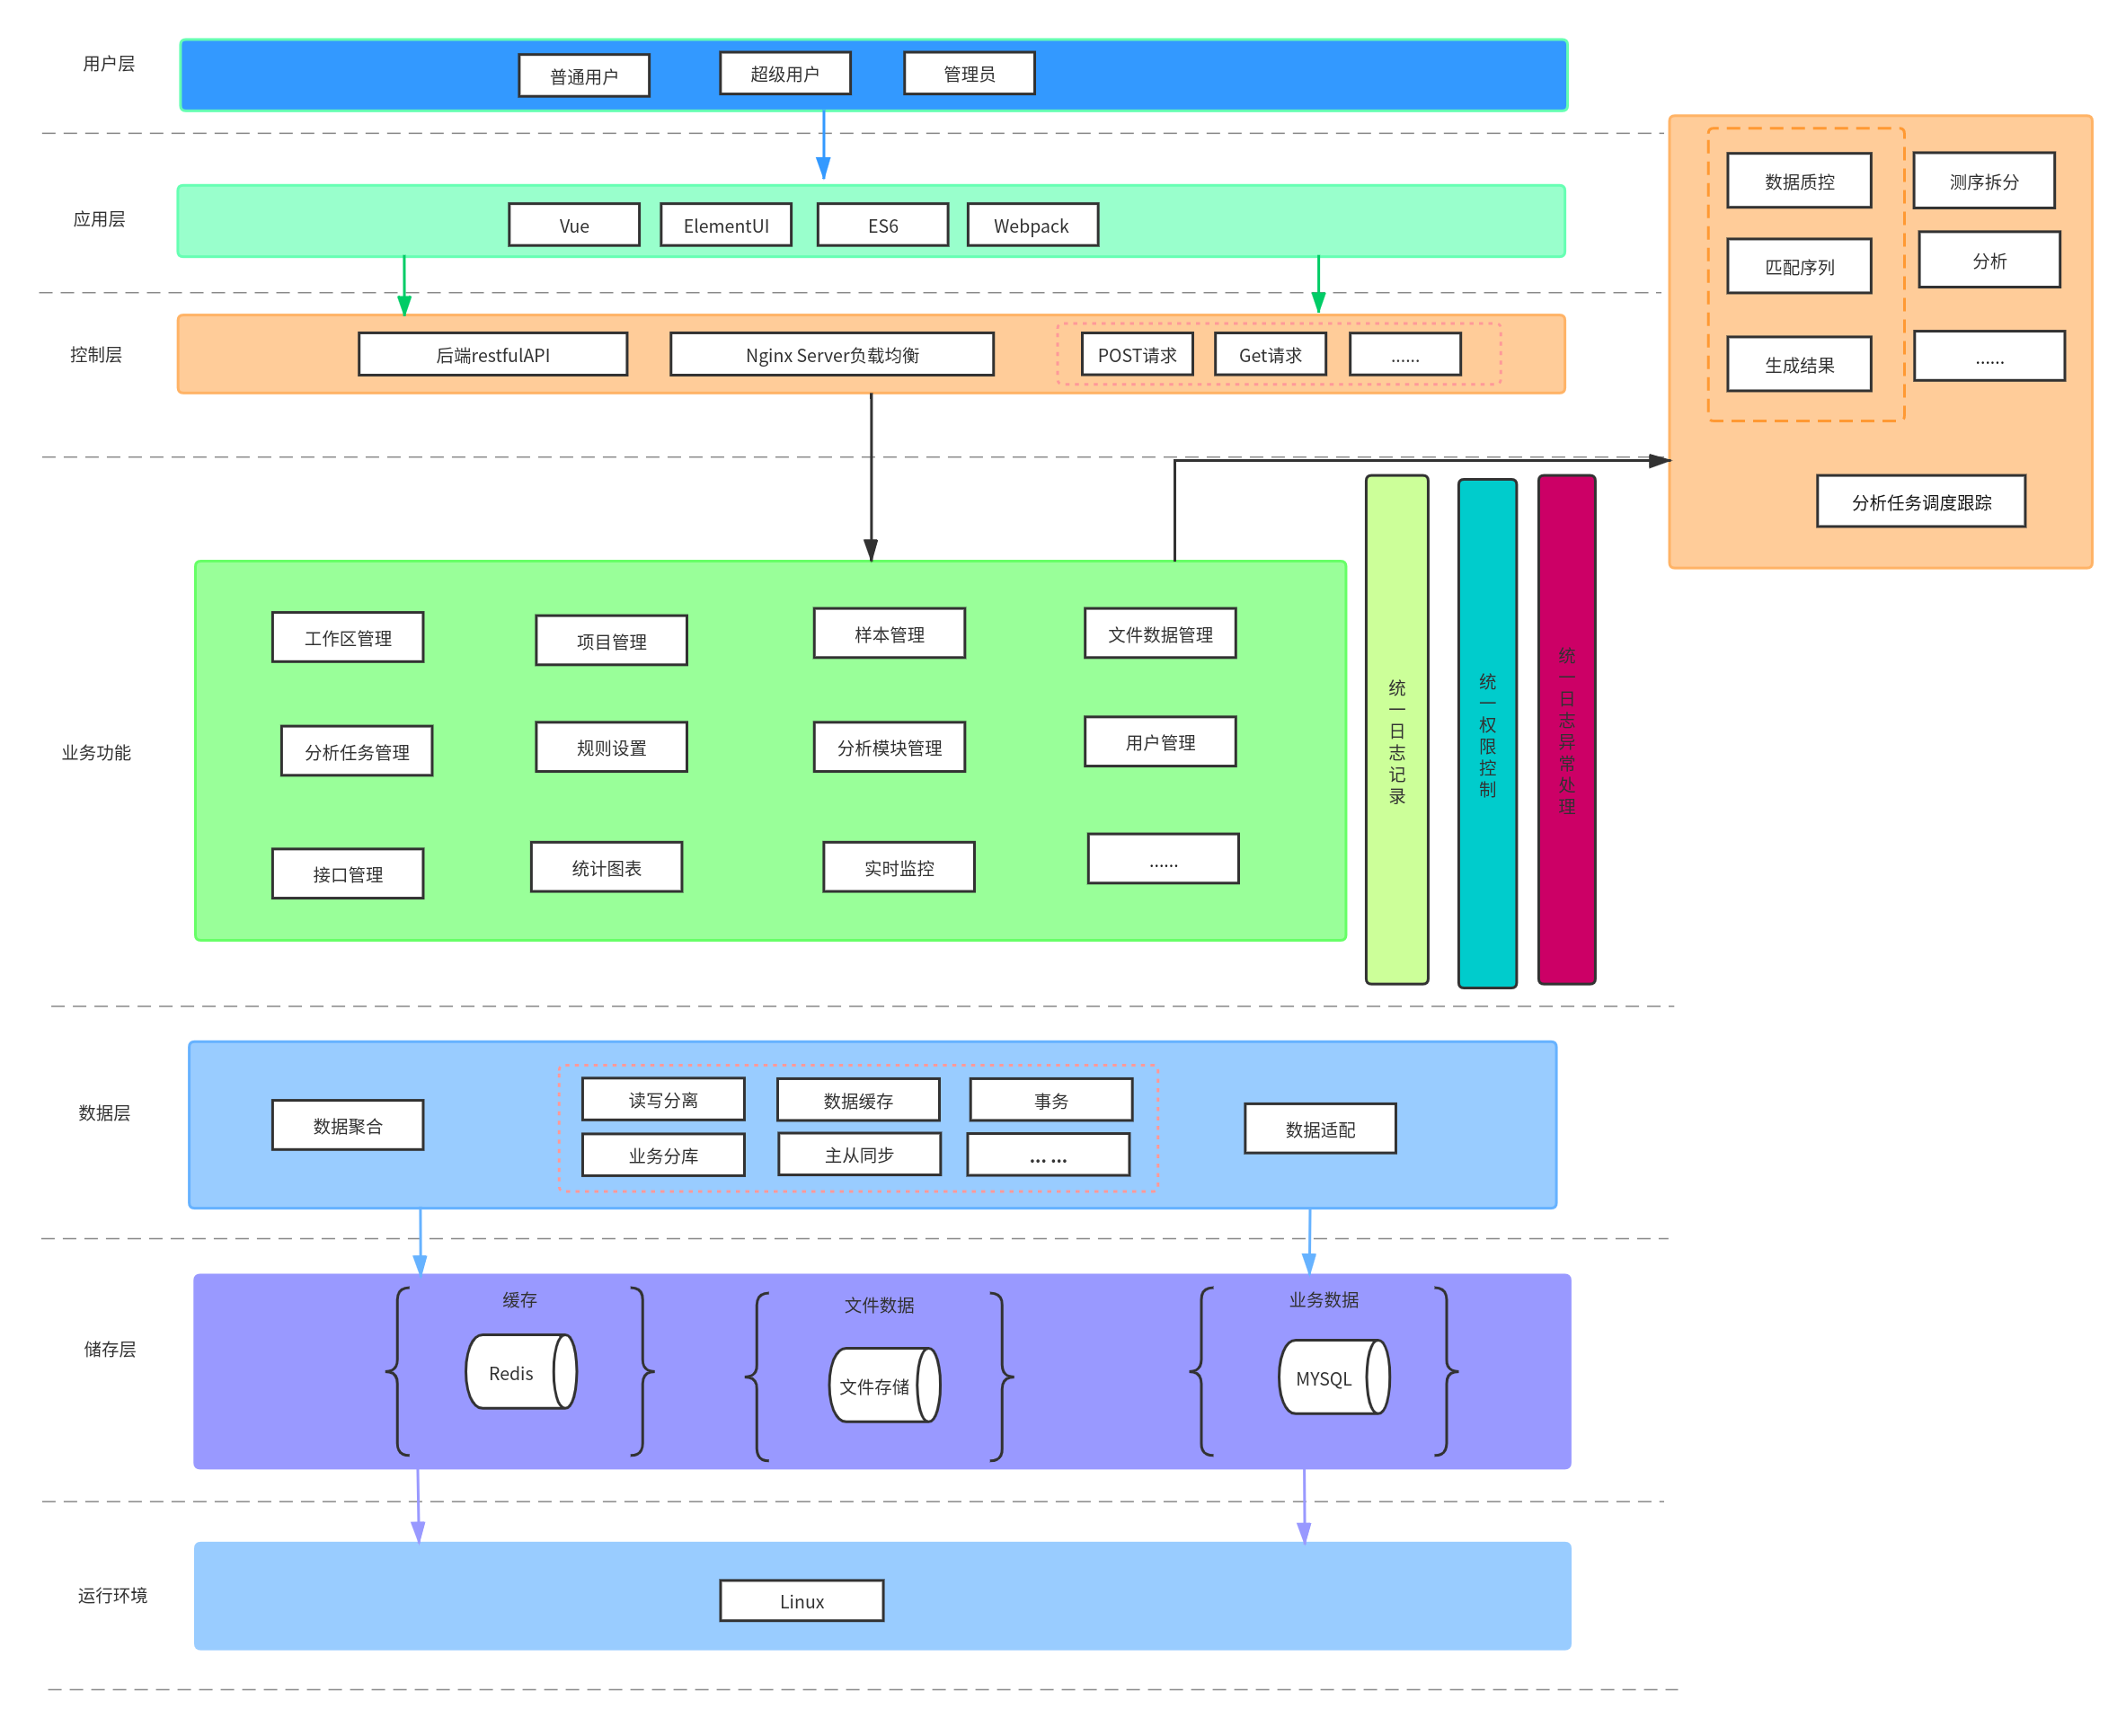 用户层
普通用户
超级用户
管理员
应用层
Vue
ElementUI
ES6
Webpack
控制层
后端restfulAPI
Nginx Server负载均衡
POST请求
Get请求
......
数据质控
测序拆分
匹配序列
分析
生成结果
......
分析任务调度跟踪
业务功能
工作区管理
项目管理
样本管理
文件数据管理
分析任务管理
规则设置
分析模块管理
用户管理
接口管理
统计图表
实时监控
......
统一日志记录
统一权限控制
统一日志异常处理
数据层
数据聚合
读写分离
数据缓存
事务
业务分库
主从同步
... ...
数据适配
储存层
缓存
Redis
文件数据
文件存储
业务数据
MYSQL
运行环境
Linux